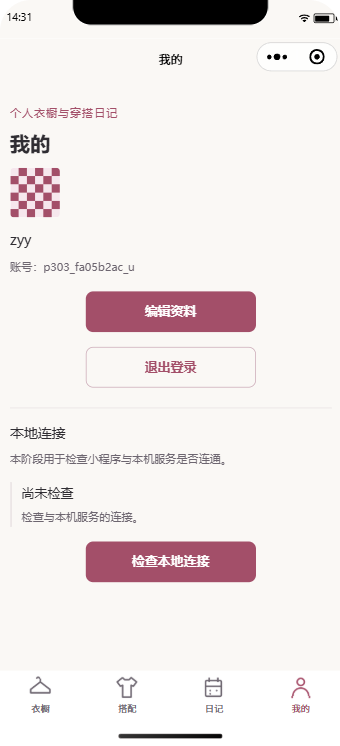 14:31
我的
个人衣橱与穿搭日记
我的
zyy
账号：p303_fa05b2ac_u
编辑资料
退出登录
本地连接
本阶段用于检查小程序与本机服务是否连通。
尚未检查
检查与本机服务的连接。
检查本地连接
衣橱
搭配
日记
我的